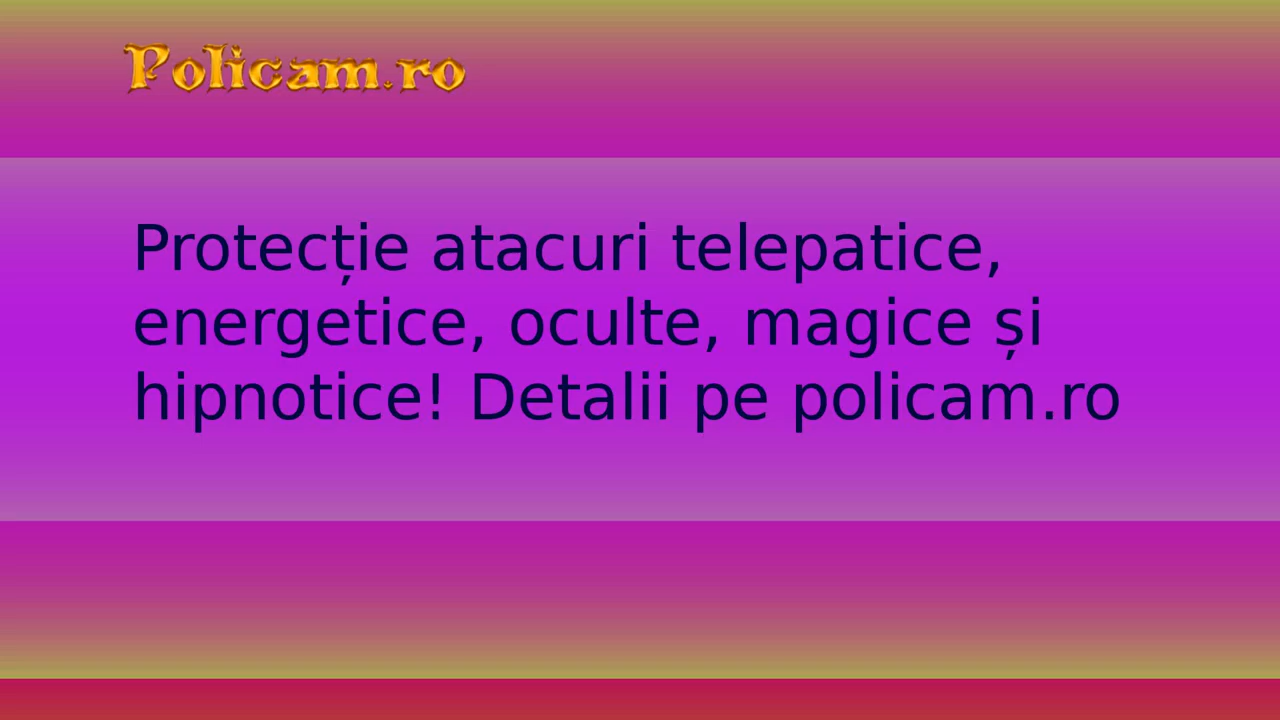 Policam.ro
Protecție atacuri telepatice,
energetice, oculte, magice și
hipnotice! Detalii pe policam.ro